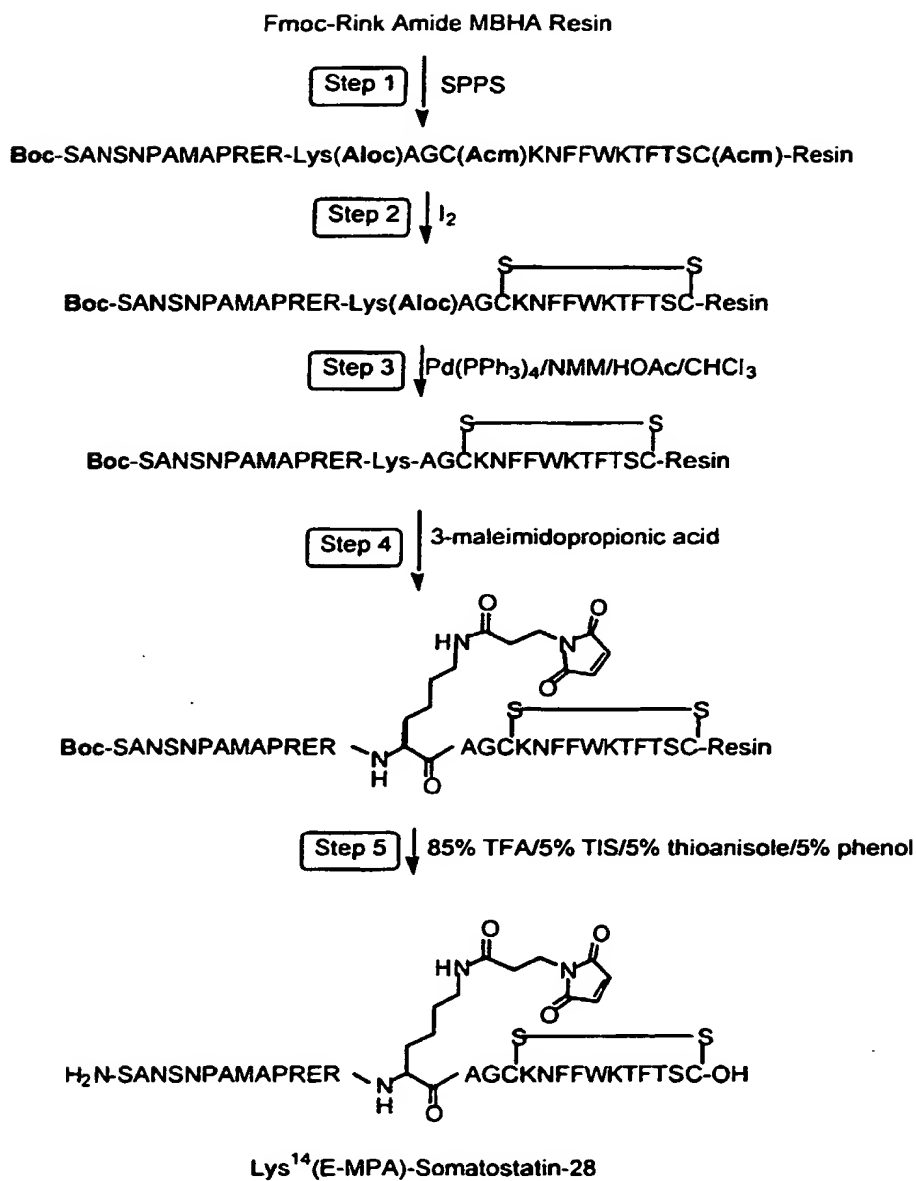 Fmoc-Rink Amide MBHA Resin
Step 1 SPPS
Boc-SANSNPAMAPRER-Lys(Aloc)AGC(Acm)KNFFWKTFTSC(Acm)-Resin
Step 2 I2
S S
Boc-SANSNPAMAPRER-Lys(Aloc)AGCKNFFWKTFTSC-Resin
Step 3 Pd(PPh3)4/NMM/HOAc/CHCl3
S S
Boc-SANSNPAMAPRER-Lys-AGCKNFFWKTFTSC-Resin
Step 4 3-maleimidopropionic acid
O O
HN N
O
S S
Boc-SANSNPAMAPRER N AGCKNFFWKTFTSC-Resin
H O
Step 5 85% TFA/5% TIS/5% thioanisole/5% phenol
O O
HN N
O
S S
H2N-SANSNPAMAPRER N AGCKNFFWKTFTSC-OH
H O
Lys14(E-MPA)-Somatostatin-28